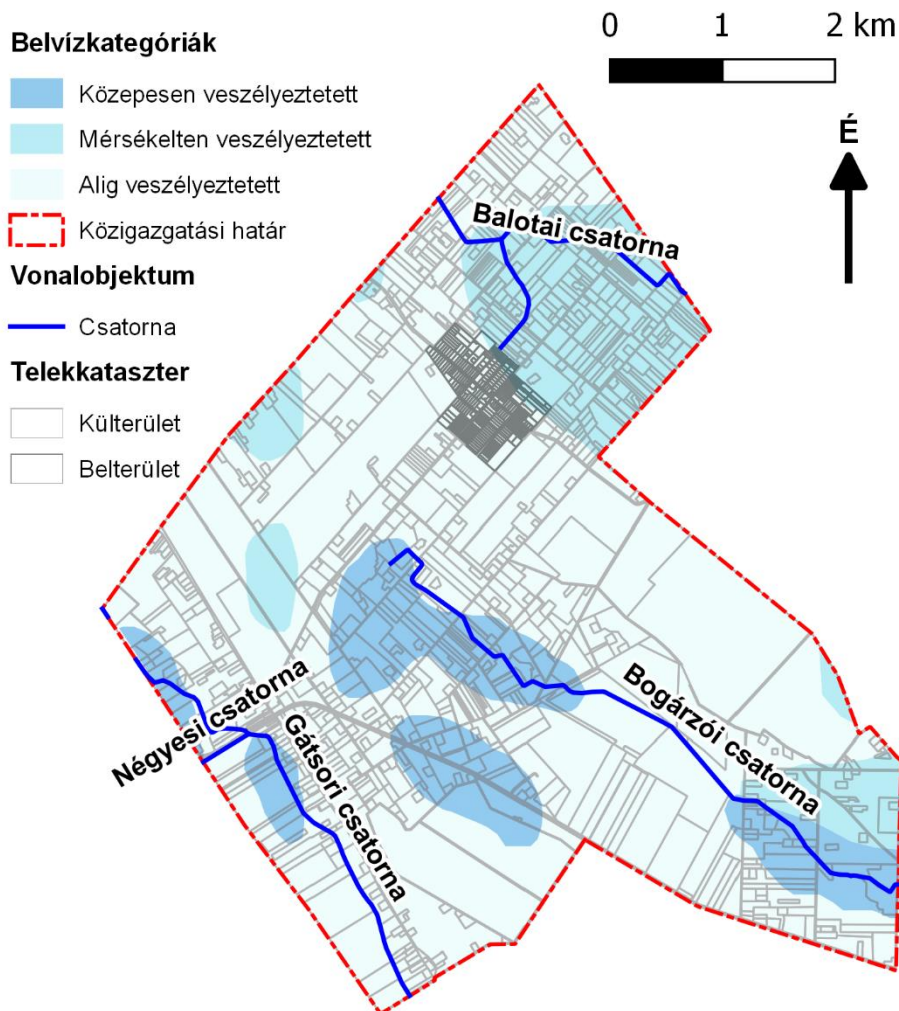 Belvízkategóriák
Közepesen veszélyeztetett
Mérsékelten veszélyeztetett
Alig veszélyeztetett
Közigazgatási határ
Vonalobjektum
Csatorna
Telekkataszter
Külterület
Belterület
0 1 2 km
É
Balotai csatorna
Négyesi csatorna
Gátsori csatorna
Bogárzói csatorna